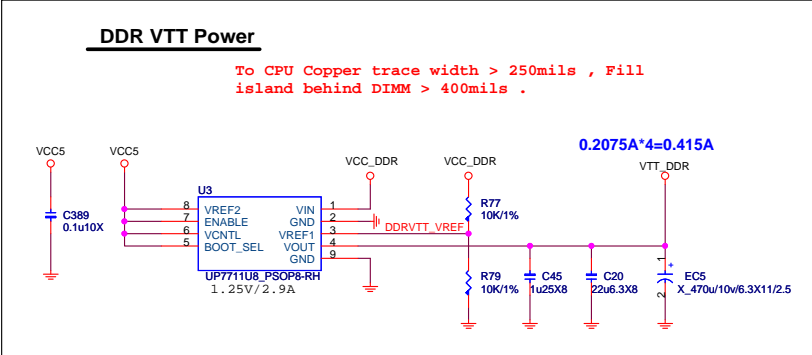 DDR VTT Power
To CPU Copper trace width > 250mils , Fill
island behind DIMM > 400mils .
0.2075A*4=0.415A
VCC5
VCC5
VCC_DDR
VCC_DDR
VTT_DDR
U3
C389
0.1u10X
8
VREF2
VIN
1
7
ENABLE
GND
2
6
VCNTL
VREF1
3
5
BOOT_SEL
VOUT
4
GND
9
UP7711U8_PSOP8-RH
1.25V/2.9A
DDRVTT_VREF
R77
10K/1%
R79
10K/1%
C45
1u25X8
C20
22u6.3X8
1
+
2
EC5
X_470u/10v/6.3X11/2.5